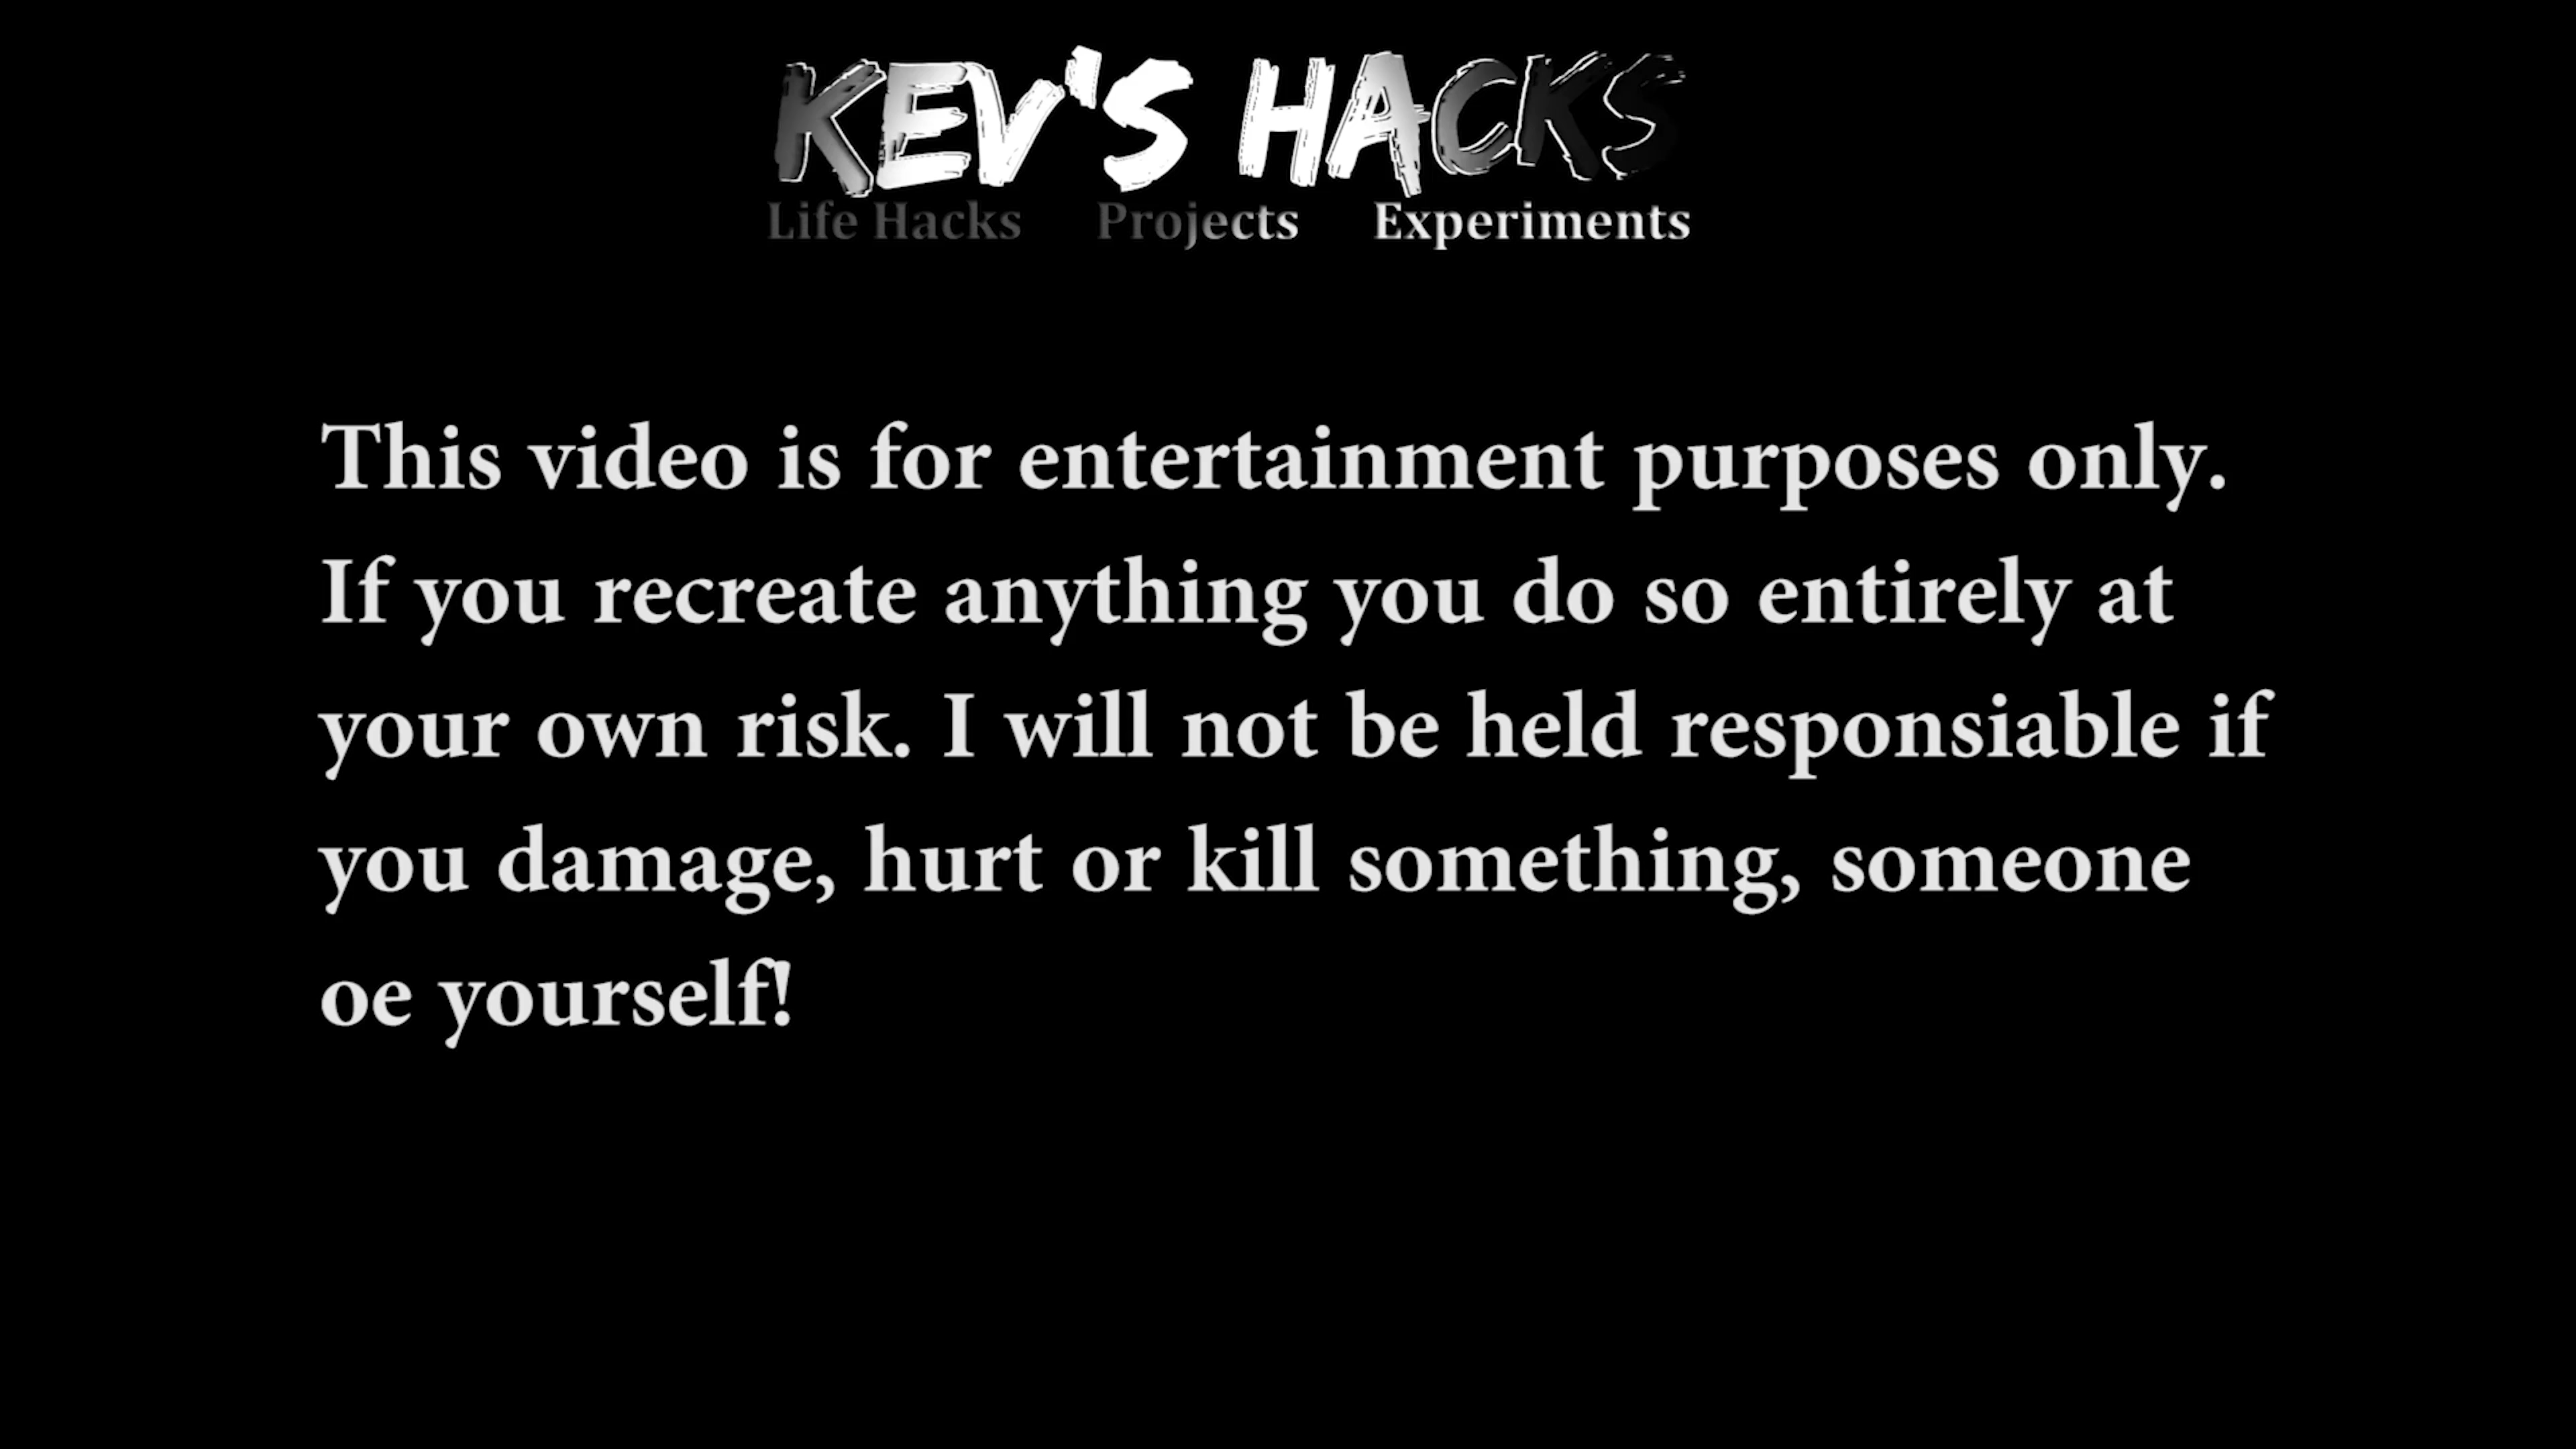 KEV'S HACKS
Life Hacks Projects Experiments
This video is for entertainment purposes only.
If you recreate anything you do so entirely at
your own risk. I will not be held responsiable if
you damage, hurt or kill something, someone
oe yourself!